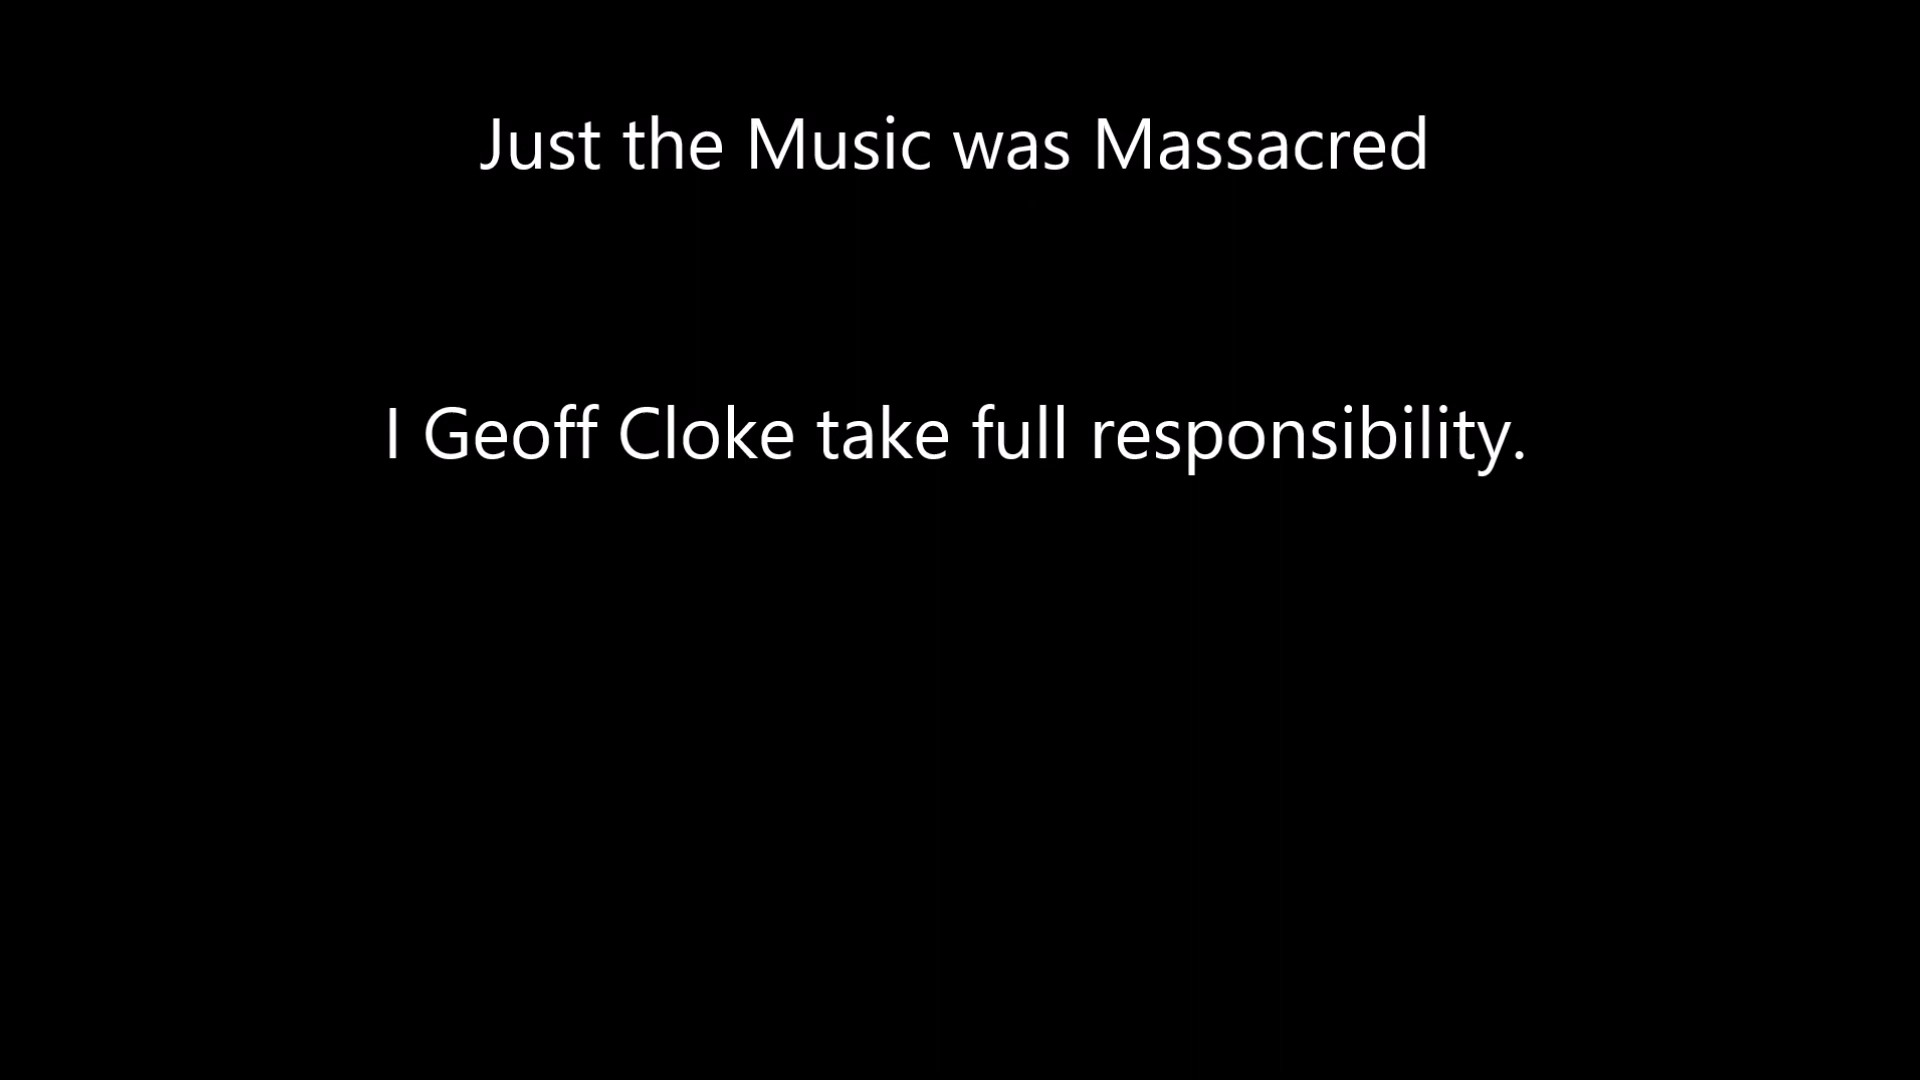 Just the Music was Massacred
I Geoff Cloke take full responsibility.